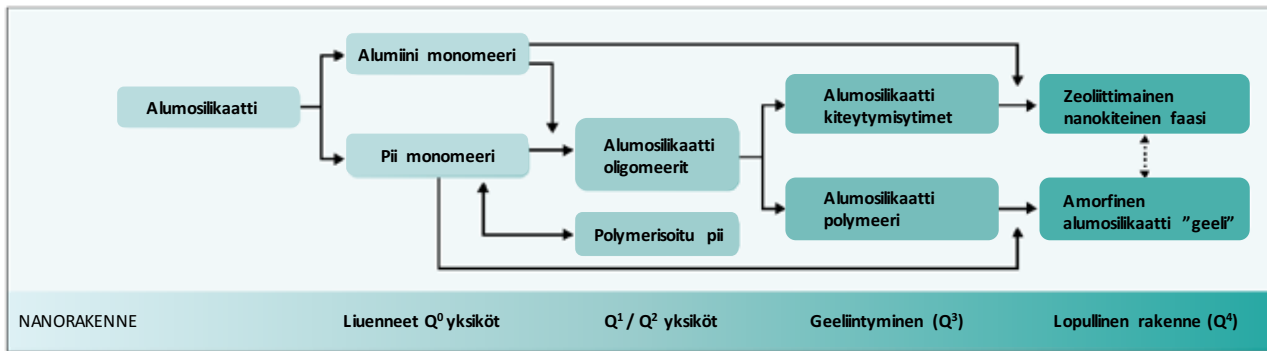 Alumosilikaatti
Alumiini monomeeri
Pii monomeeri
Alumosilikaatti
oligomeerit
Polymerisoitu pii
Alumosilikaatti
kiteytymisytimet
Alumosilikaatti
polymeeri
Zeoliittimainen
nanokiteinen faasi
Amorfinen
alumosilikaatti ”geeli”
NANORAKENNE
Liuenneet Q⁰ yksiköt
Q¹ / Q² yksiköt
Geeliintyminen (Q³)
Lopullinen rakenne (Q⁴)